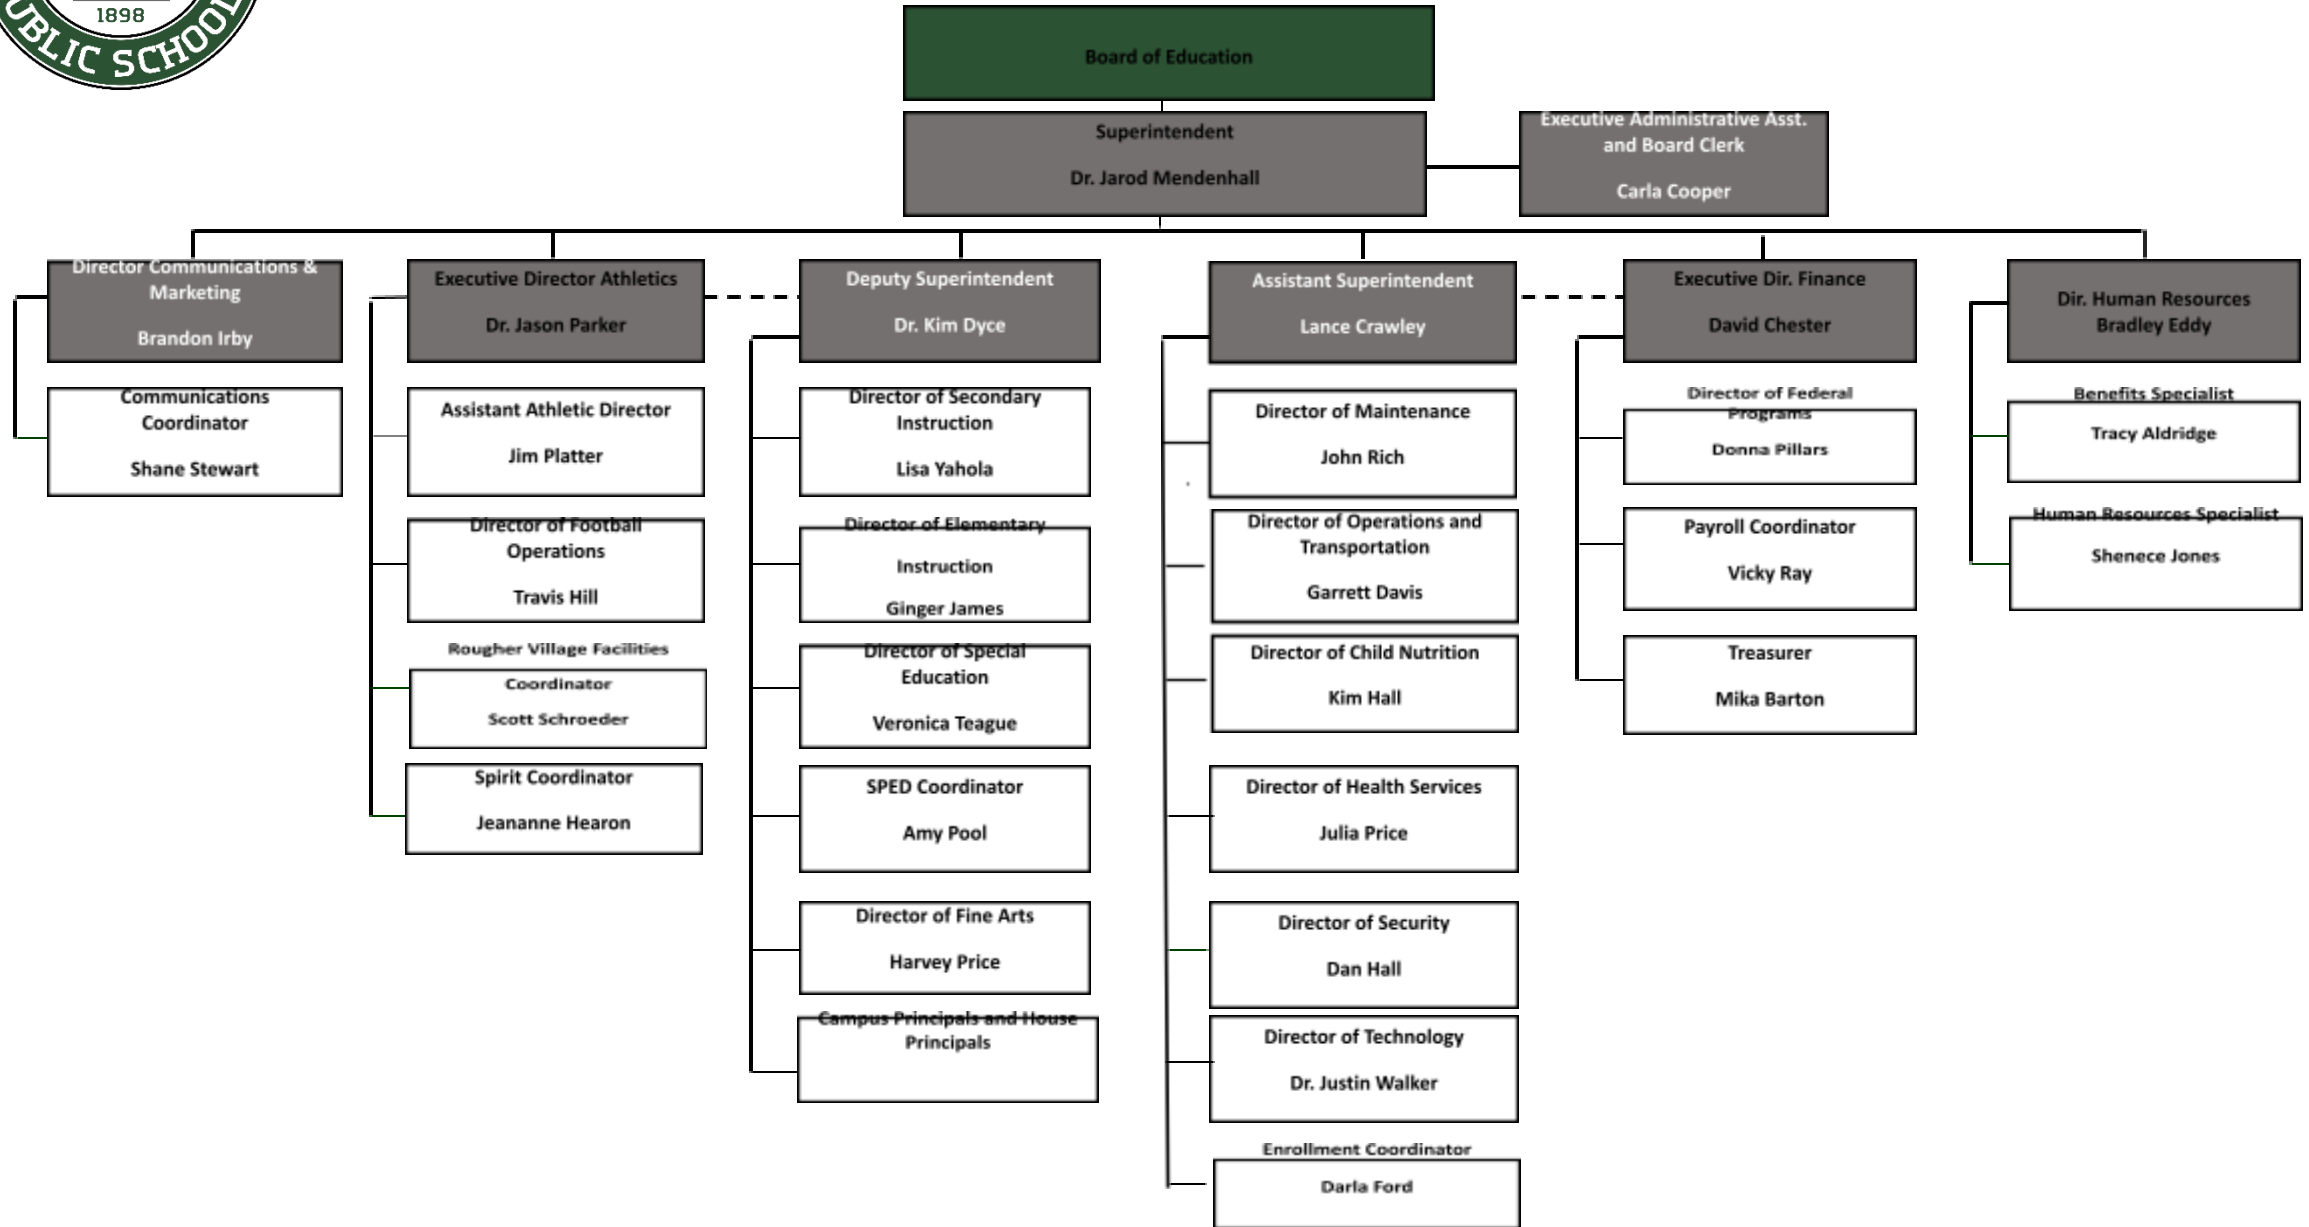 1898
UBLIC SCHOOL
Board of Education
Superintendent
Dr. Jarod Mendenhall
Executive Administrative Asst.
and Board Clerk
Carla Cooper
Director Communications &
Marketing
Brandon Irby
Communications
Coordinator
Shane Stewart
Executive Director Athletics
Dr. Jason Parker
Assistant Athletic Director
Jim Platter
Director of Football
Operations
Travis Hill
Rougher Village Facilities
Coordinator
Scott Schroeder
Spirit Coordinator
Jeananne Hearon
Deputy Superintendent
Dr. Kim Dyce
Director of Secondary
Instruction
Lisa Yahola
Director of Elementary
Instruction
Ginger James
Director of Special
Education
Veronica Teague
SPED Coordinator
Amy Pool
Director of Fine Arts
Harvey Price
Campus Principals and House
Principals
Assistant Superintendent
Lance Crawley
Director of Maintenance
John Rich
Director of Operations and
Transportation
Garrett Davis
Director of Child Nutrition
Kim Hall
Director of Health Services
Julia Price
Director of Security
Dan Hall
Director of Technology
Dr. Justin Walker
Enrollment Coordinator
Darla Ford
Executive Dir. Finance
David Chester
Director of Federal
Programs
Donna Pillars
Payroll Coordinator
Vicky Ray
Treasurer
Mika Barton
Dir. Human Resources
Bradley Eddy
Benefits Specialist
Tracy Aldridge
Human Resources Specialist
Shenece Jones